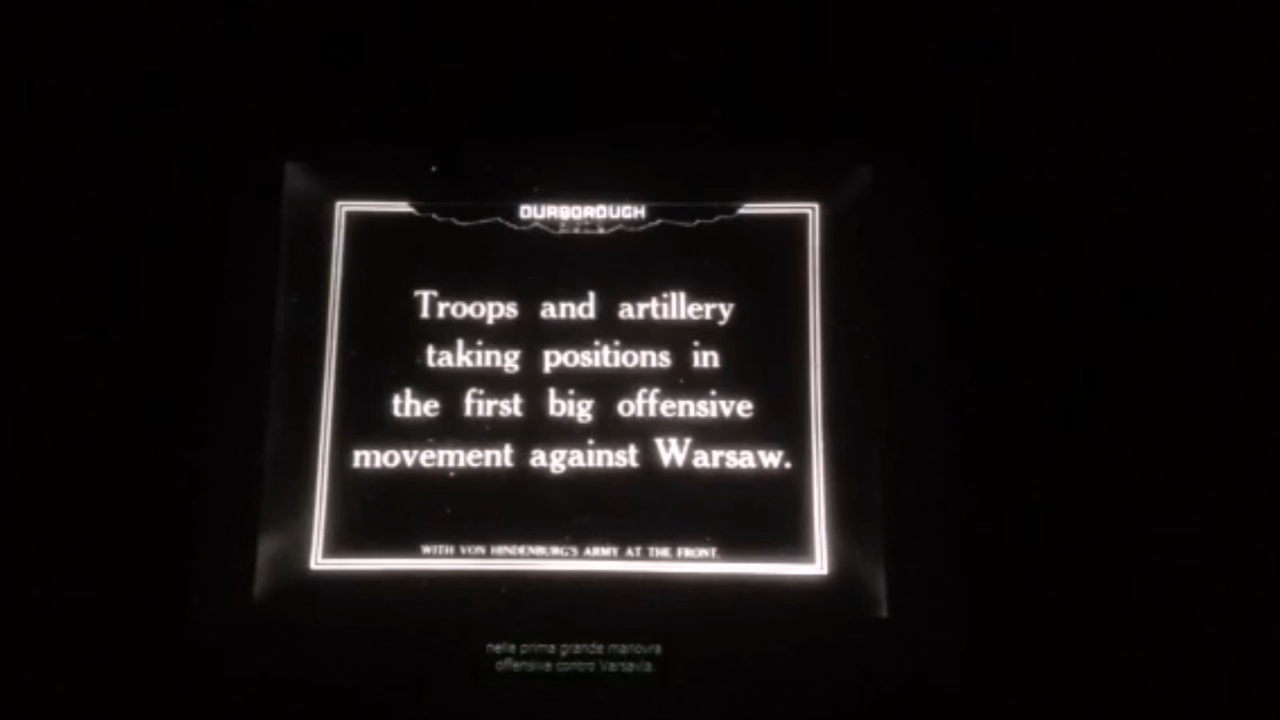 DURBOROUGH
Troops and artillery
taking positions in
the first big offensive
movement against Warsaw.
WITH VON HINDENBURG'S ARMY AT THE FRONT.
nella prima grande manovra
offensiva contro Varsavia.